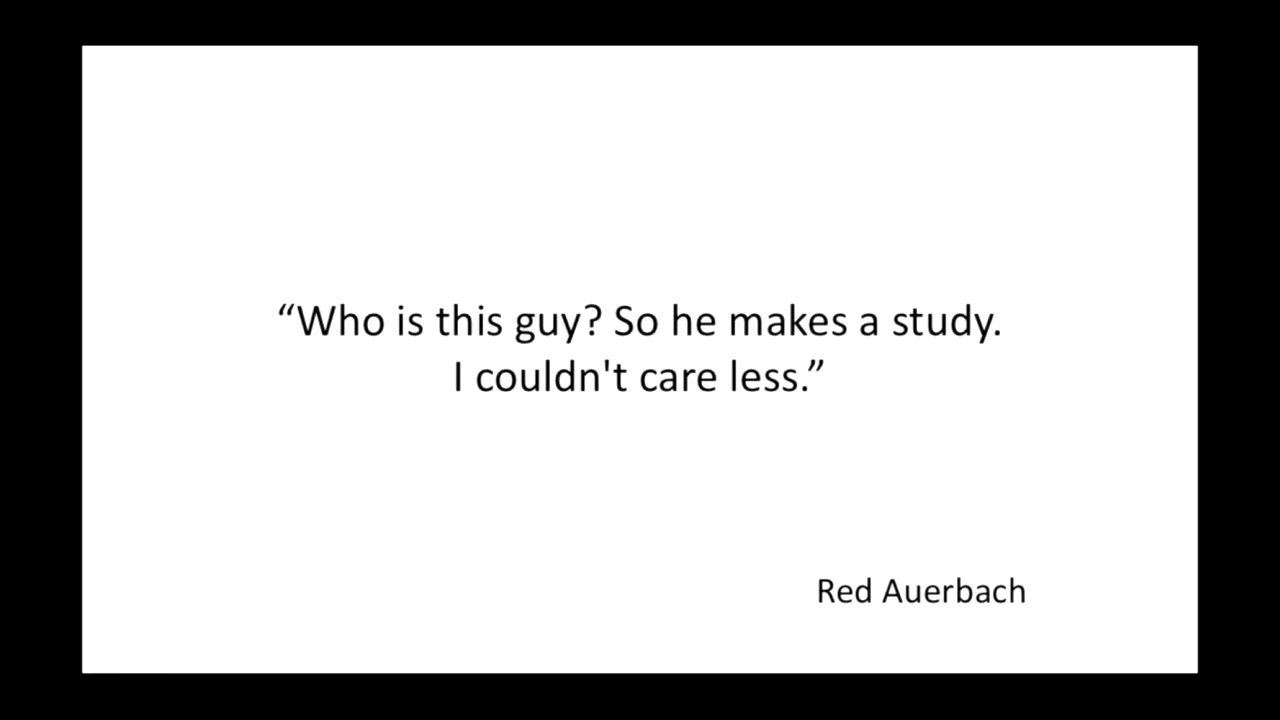 “Who is this guy? So he makes a study.
I couldn't care less.”
Red Auerbach